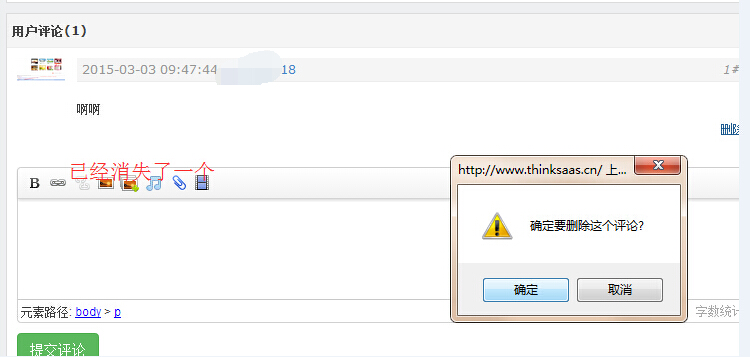 用户评论(1)
2015-03-03 09:47:44 18 1#
啊啊
删除
已经消失了一个
B
http://www.thinksaas.cn/ 上...
确定要删除这个评论?
确定 取消
元素路径: body > p 字数统计
提交评论